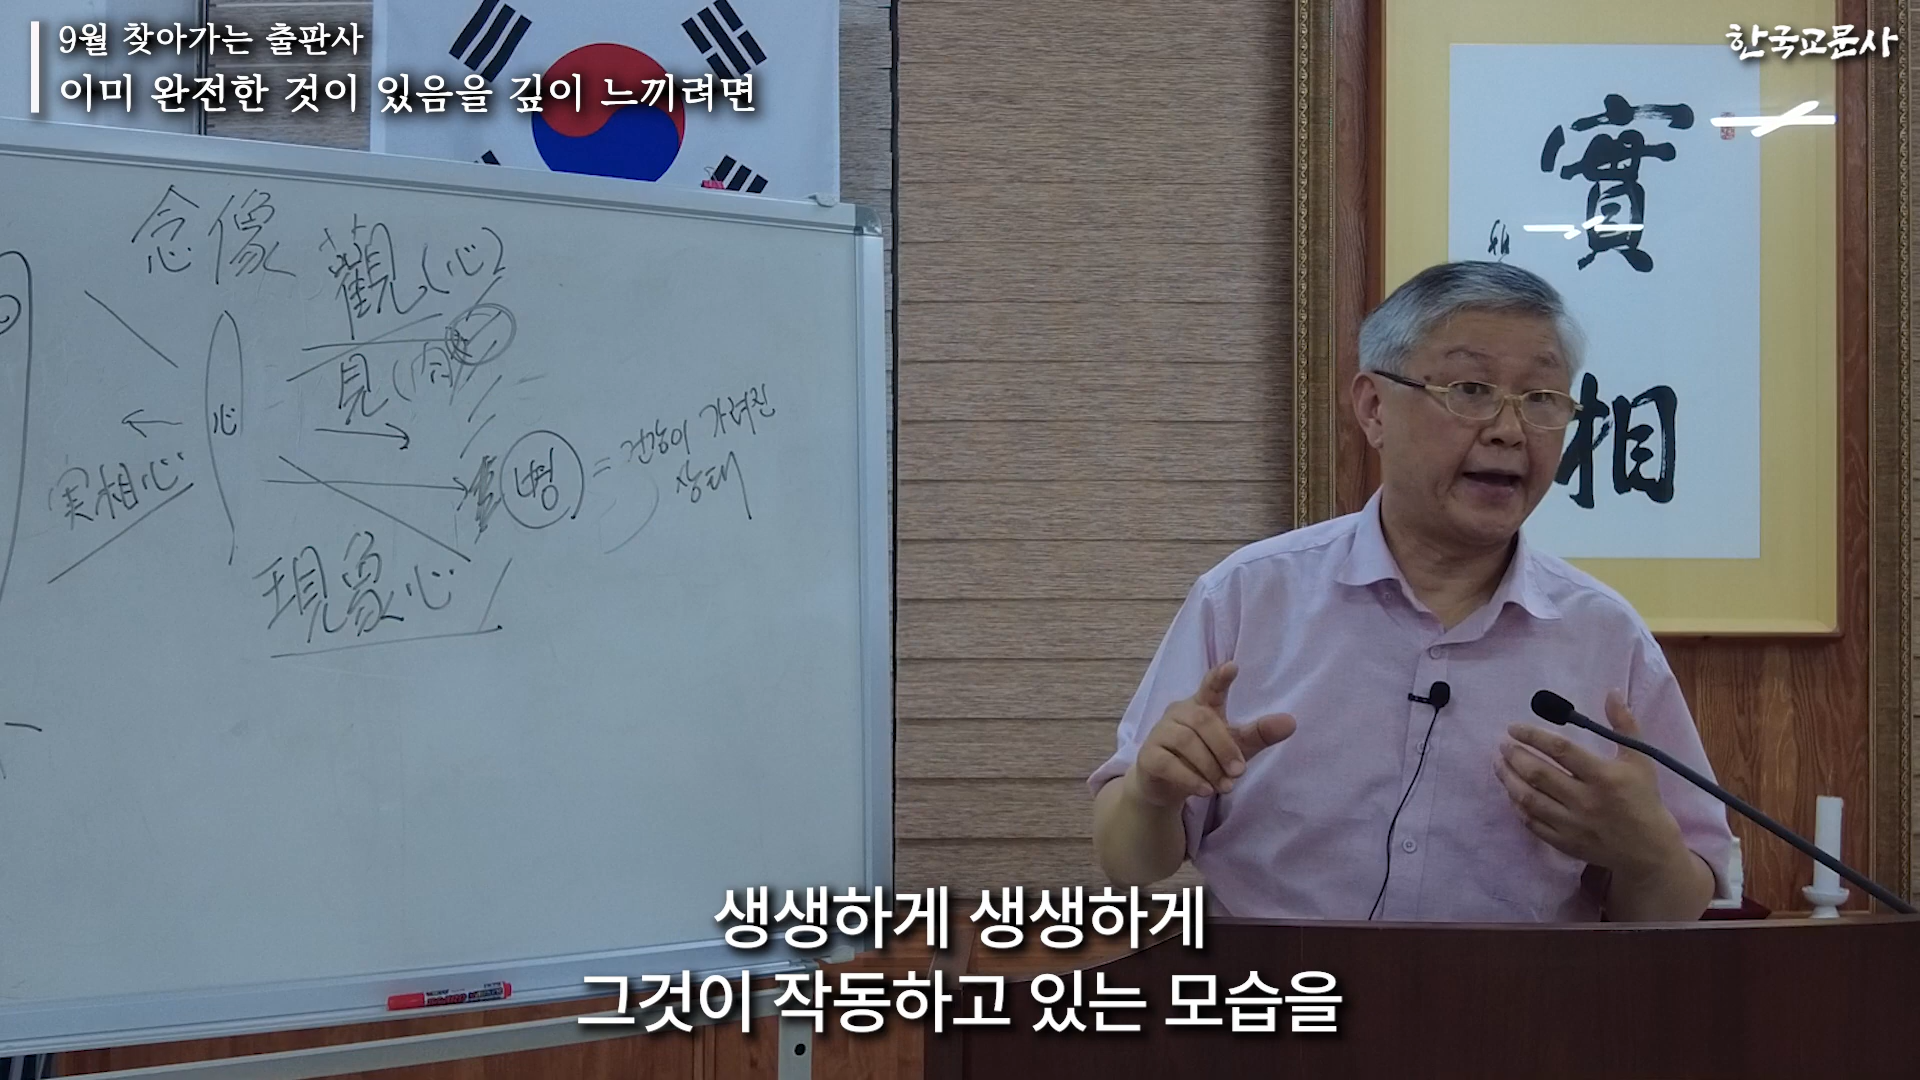 9월 찾아가는 출판사
이미 완전한 것이 있음을 깊이 느끼려면
한국교문사
實
相
念像
觀(心)
見(肉
心
実相心
병 = 건강이 가려진
상태
現象心
생생하게 생생하게
그것이 작동하고 있는 모습을